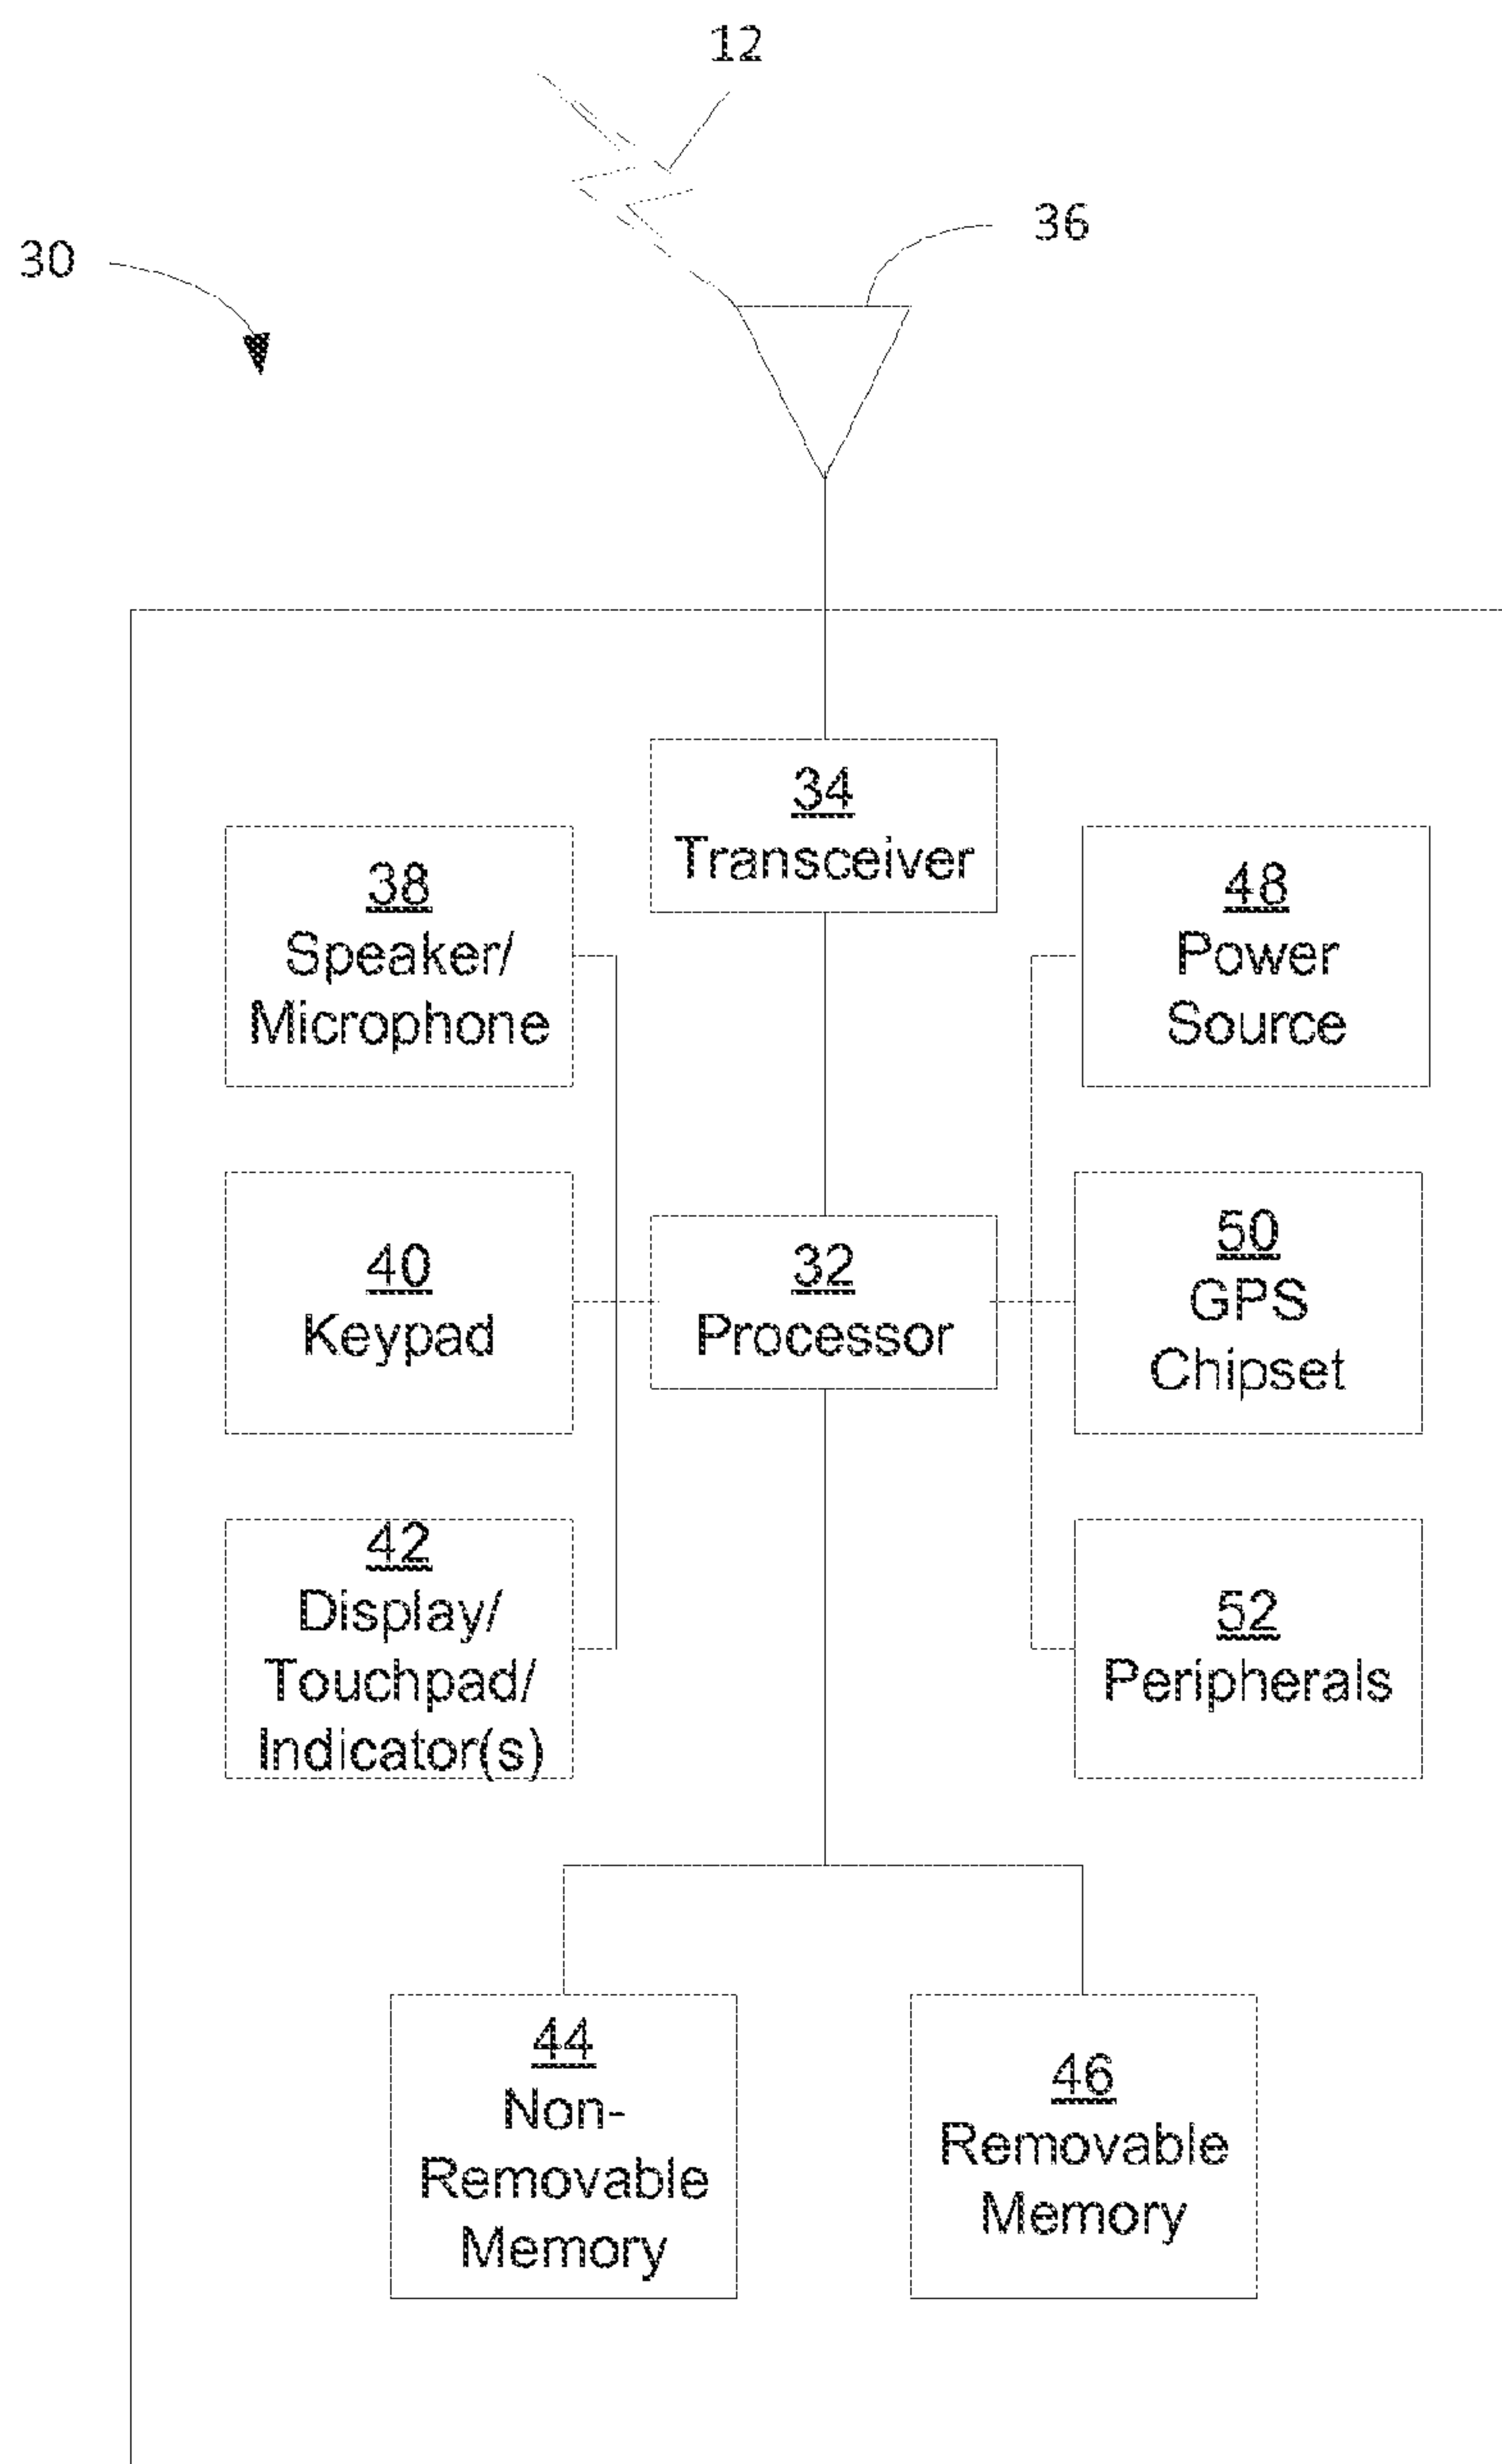 12
36
30
34
Transceiver
38
Speaker/
Microphone
48
Power
Source
40
Keypad
32
Processor
50
GPS
Chipset
42
Display/
Touchpad/
Indicator(s)
52
Peripherals
44
Non-
Removable
Memory
46
Removable
Memory